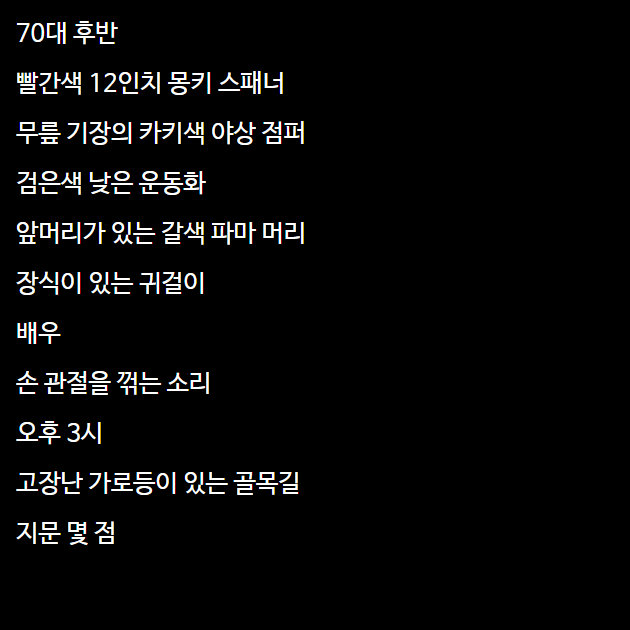 70대 후반
빨간색 12인치 몽키 스패너
무릎 기장의 카키색 야상 점퍼
검은색 낮은 운동화
앞머리가 있는 갈색 파마 머리
장식이 있는 귀걸이
배우
손 관절을 꺾는 소리
오후 3시
고장난 가로등이 있는 골목길
지문 몇 점